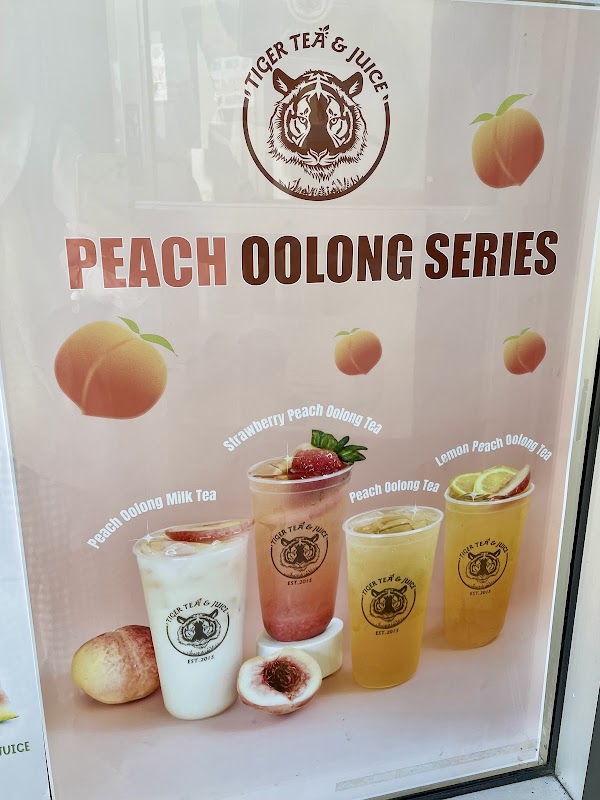 TIGER TEA & JUICE
PEACH OOLONG SERIES
Strawberry Peach Oolong Tea
Lemon Peach Oolong Tea
Peach Oolong Tea
Peach Oolong Milk Tea
TIGER TEA & JUICE
EST.2015
TIGER TEA & JUICE
EST.2015
TIGER TEA & JUICE
EST.2015
TIGER TEA & JUICE
EST.2015
JUICE